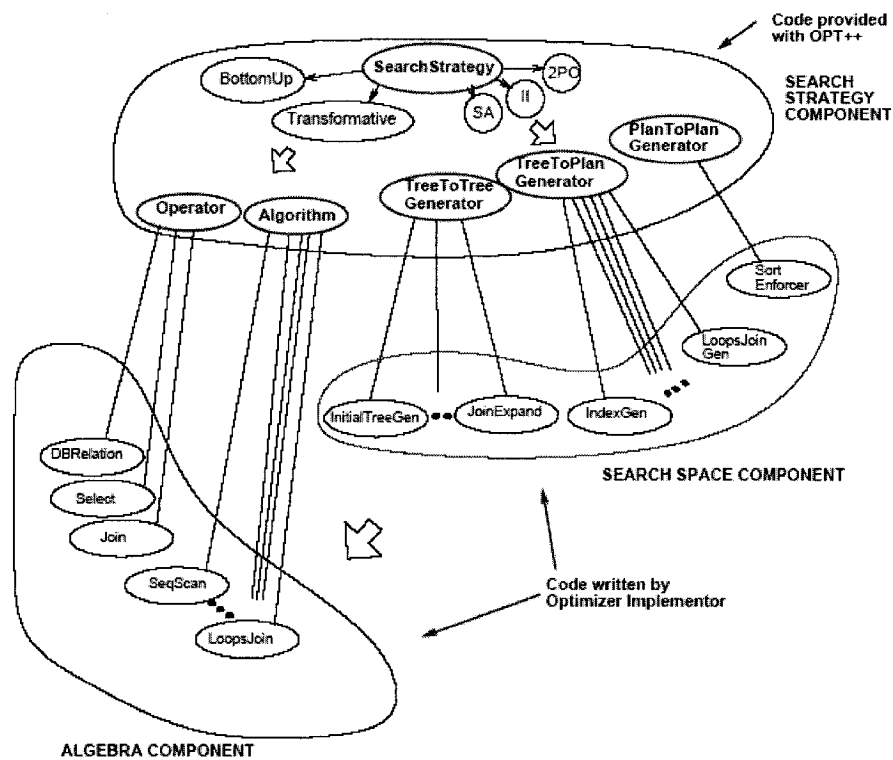 Code provided
with OPT++
SEARCH
STRATEGY
COMPONENT
SearchStrategy
BottomUp
2PO
II
SA
Transformative
PlanToPlan
Generator
TreeToPlan
Generator
TreeToTree
Generator
Operator
Algorithm
Sort
Enforcer
LoopsJoin
Gen
InitialTreeGen
JoinExpand
IndexGen
DBRelation
SEARCH SPACE COMPONENT
Select
Join
SeqScan
Code written by
Optimizer Implementor
LoopsJoin
ALGEBRA COMPONENT